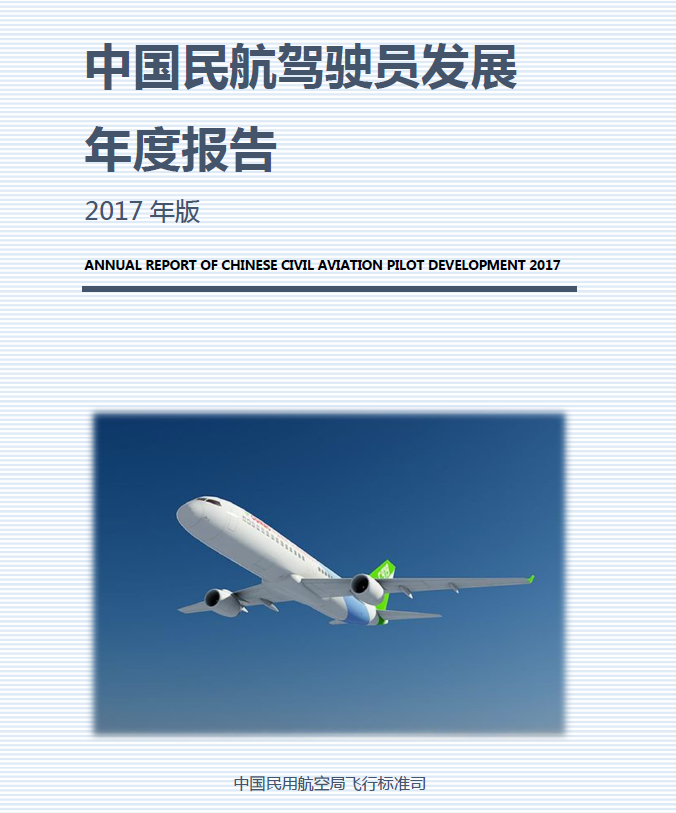 中国民航驾驶员发展
年度报告
2017 年版
ANNUAL REPORT OF CHINESE CIVIL AVIATION PILOT DEVELOPMENT 2017
中国民用航空局飞行标准司